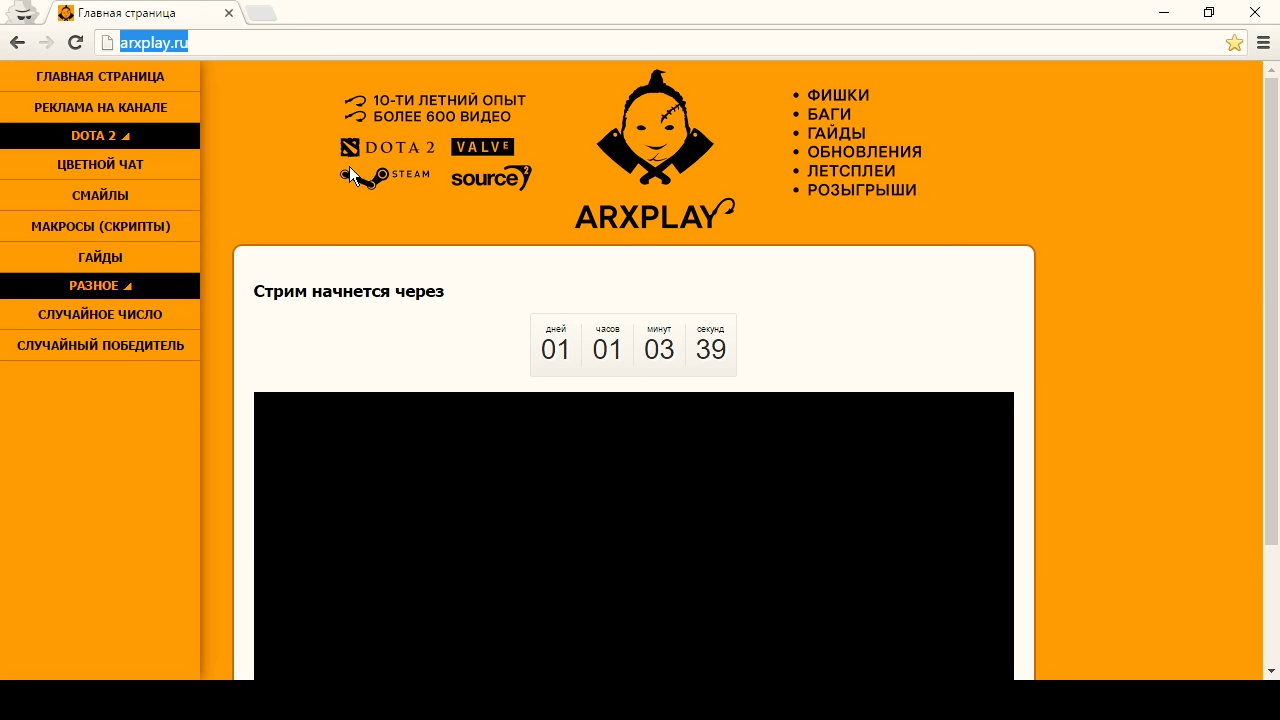 Главная страница
arxplay.ru
ГЛАВНАЯ СТРАНИЦА
РЕКЛАМА НА КАНАЛЕ
DOTA 2
ЦВЕТНОЙ ЧАТ
СМАЙЛЫ
МАКРОСЫ (СКРИПТЫ)
ГАЙДЫ
РАЗНОЕ
СЛУЧАЙНОЕ ЧИСЛО
СЛУЧАЙНЫЙ ПОБЕДИТЕЛЬ
10-ТИ ЛЕТНИЙ ОПЫТ
БОЛЕЕ 600 ВИДЕО
DOTA 2 VALVE
STEAM source 2
ARXPLAY
• ФИШКИ
• БАГИ
• ГАЙДЫ
• ОБНОВЛЕНИЯ
• ЛЕТСПЛЕИ
• РОЗЫГРЫШИ
Стрим начнется через
дней часов минут секунд
01 01 03 39